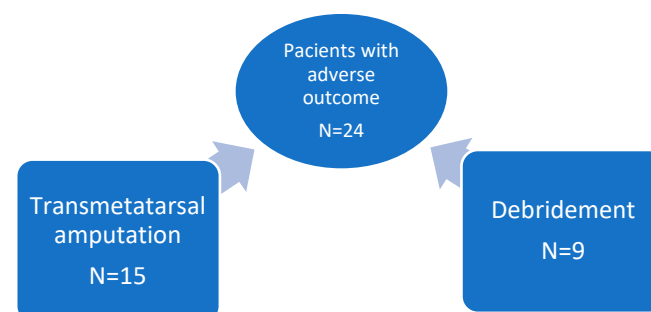 Pacients with
adverse
outcome
N=24
Transmetatarsal
amputation
N=15
Debridement
N=9